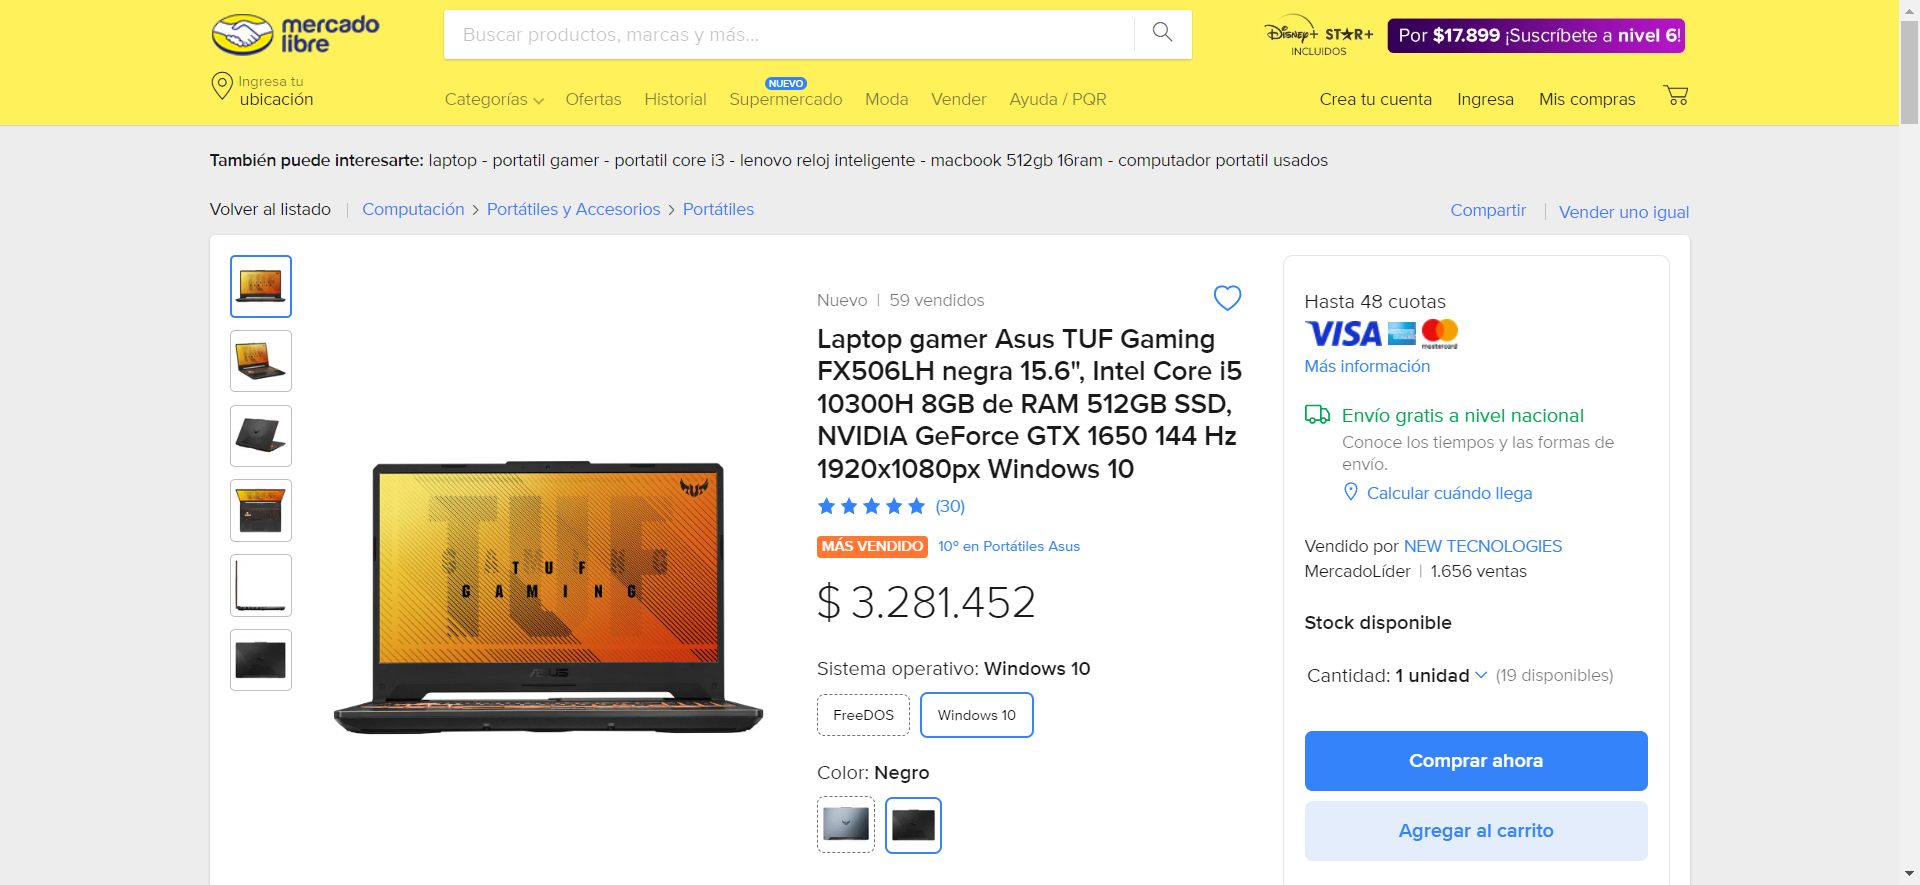 mercado
libre
Buscar productos, marcas y más...
Disney+ STAR+
INCLUIDOS
Por $17.899 ¡Suscríbete a nivel 6!
Ingresa tu
ubicación
NUEVO
Categorías Ofertas Historial Supermercado Moda Vender Ayuda / PQR
Crea tu cuenta Ingresa Mis compras
También puede interesarte: laptop - portatil gamer - portatil core i3 - lenovo reloj inteligente - macbook 512gb 16ram - computador portatil usados
Volver al listado | Computación > Portátiles y Accesorios > Portátiles
Compartir | Vender uno igual
TUF
GAMING
TUF
GAMING
ASUS
Nuevo | 59 vendidos
Laptop gamer Asus TUF Gaming
FX506LH negra 15.6", Intel Core i5
10300H 8GB de RAM 512GB SSD,
NVIDIA GeForce GTX 1650 144 Hz
1920x1080px Windows 10
(30)
MÁS VENDIDO 10º en Portátiles Asus
$ 3.281.452
Sistema operativo: Windows 10
FreeDOS Windows 10
Color: Negro
Hasta 48 cuotas
VISA mastercard
Más información
Envío gratis a nivel nacional
Conoce los tiempos y las formas de
envío.
Calcular cuándo llega
Vendido por NEW TECNOLOGIES
MercadoLíder | 1.656 ventas
Stock disponible
Cantidad: 1 unidad (19 disponibles)
Comprar ahora
Agregar al carrito